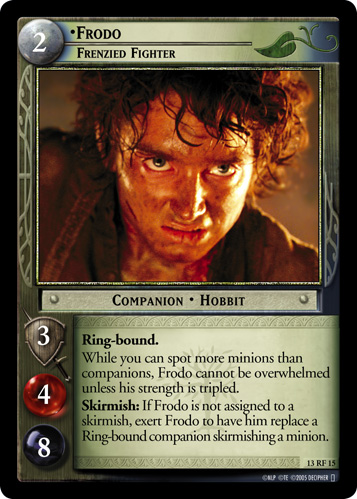 2
•Frodo
Frenzied Fighter
Companion • Hobbit
3
4
8
Ring-bound.
While you can spot more minions than
companions, Frodo cannot be overwhelmed
unless his strength is tripled.
Skirmish: If Frodo is not assigned to a
skirmish, exert Frodo to have him replace a
Ring-bound companion skirmishing a minion.
13 RF 15
©NLP ™TE ©2005 DECIPHER